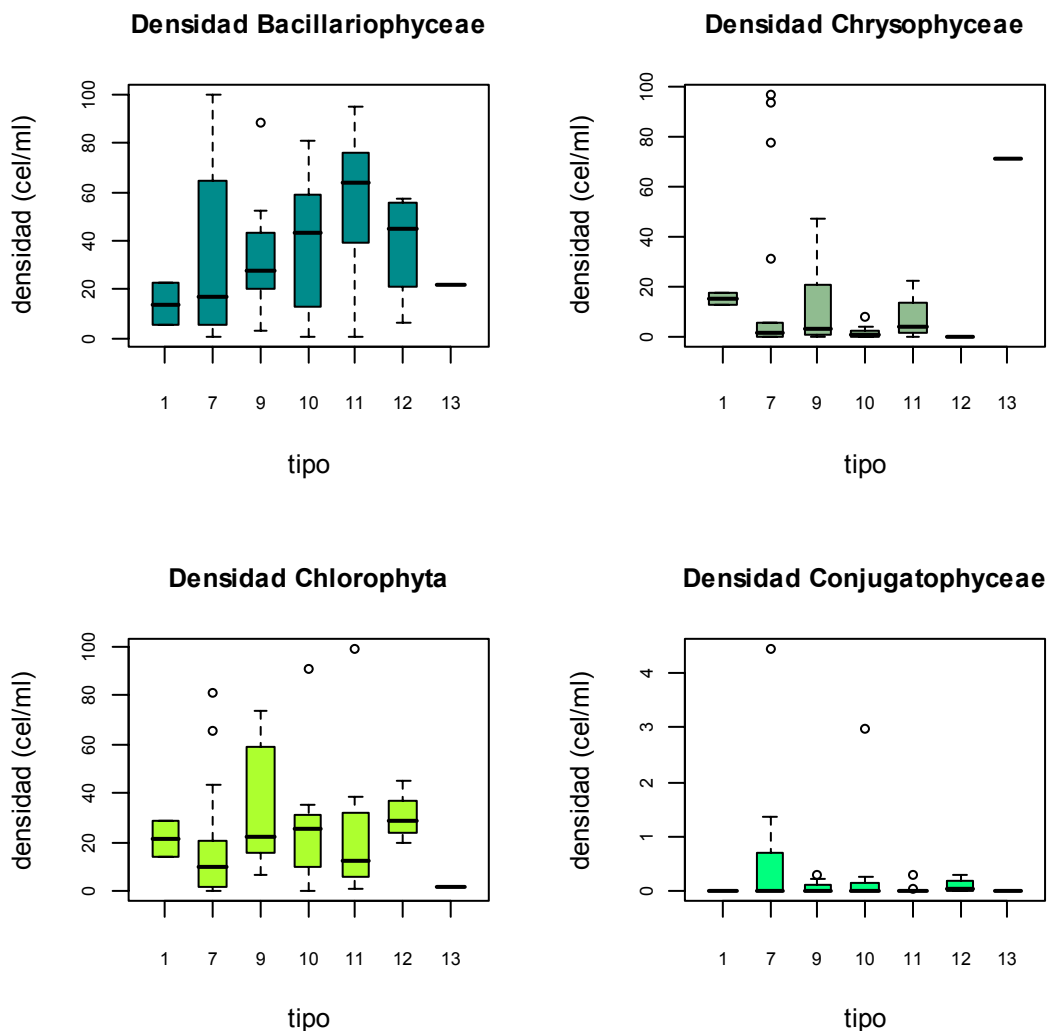 Densidad Bacillariophyceae
densidad (cel/ml)
100
80
60
40
20
0
1 7 9 10 11 12 13
tipo
Densidad Chrysophyceae
densidad (cel/ml)
100
80
60
40
20
0
1 7 9 10 11 12 13
tipo
Densidad Chlorophyta
densidad (cel/ml)
100
80
60
40
20
0
1 7 9 10 11 12 13
tipo
Densidad Conjugatophyceae
densidad (cel/ml)
4
3
2
1
0
1 7 9 10 11 12 13
tipo